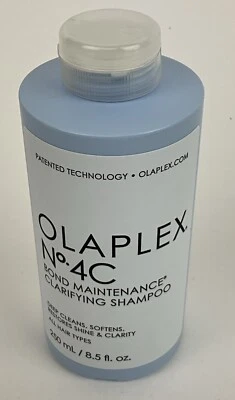 PATENTED TECHNOLOGY • OLAPLEX.COM
OLAPLEX®
Nº.4C
BOND MAINTENANCE®
CLARIFYING SHAMPOO
DEEP CLEANS, SOFTENS,
RESTORES SHINE & CLARITY
ALL HAIR TYPES
250 ml / 8.5 fl. oz.